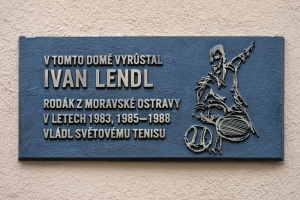 V TOMTO DOMĚ VYRŮSTAL
IVAN LENDL
RODÁK Z MORAVSKÉ OSTRAVY
V LETECH 1983, 1985–1988
VLÁDL SVĚTOVÉMU TENISU